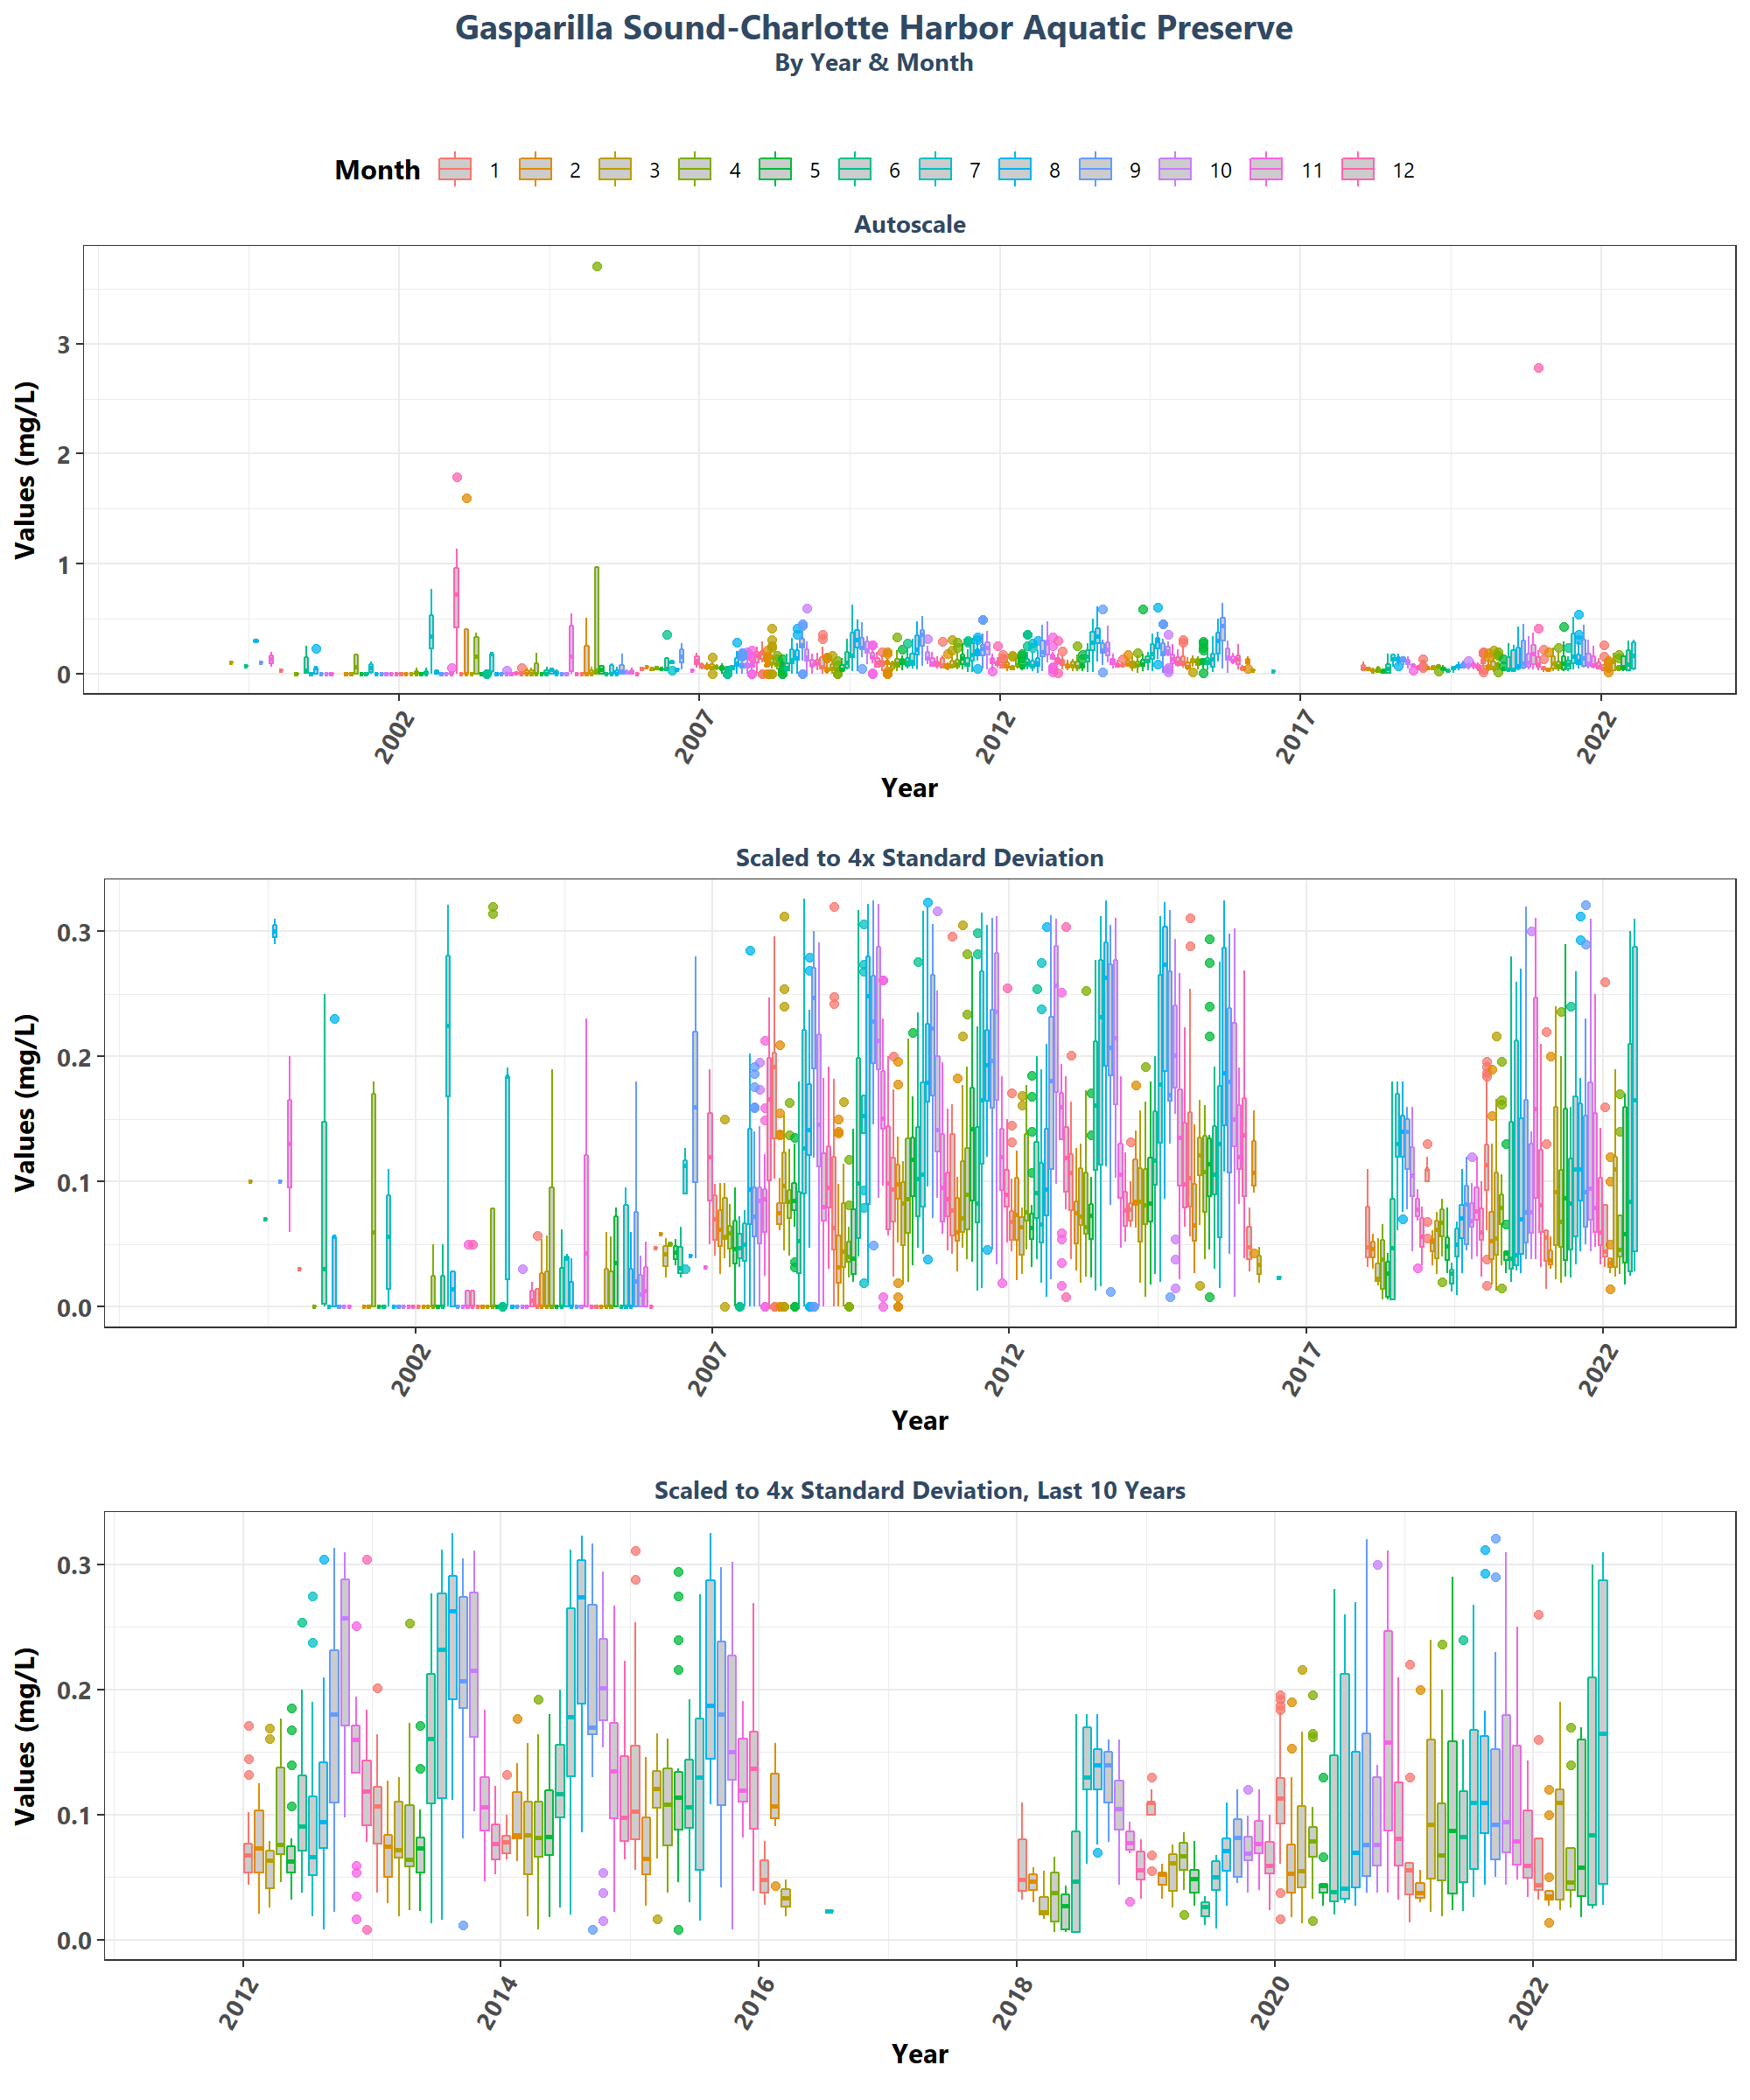 Gasparilla Sound-Charlotte Harbor Aquatic Preserve
By Year & Month
Month 1 2 3 4 5 6 7 8 9 10 11 12
Autoscale
Values (mg/L)
3
2
1
0
2002 2007 2012 2017 2022
Year
Scaled to 4x Standard Deviation
Values (mg/L)
0.3
0.2
0.1
0.0
2002 2007 2012 2017 2022
Year
Scaled to 4x Standard Deviation, Last 10 Years
Values (mg/L)
0.3
0.2
0.1
0.0
2012 2014 2016 2018 2020 2022
Year